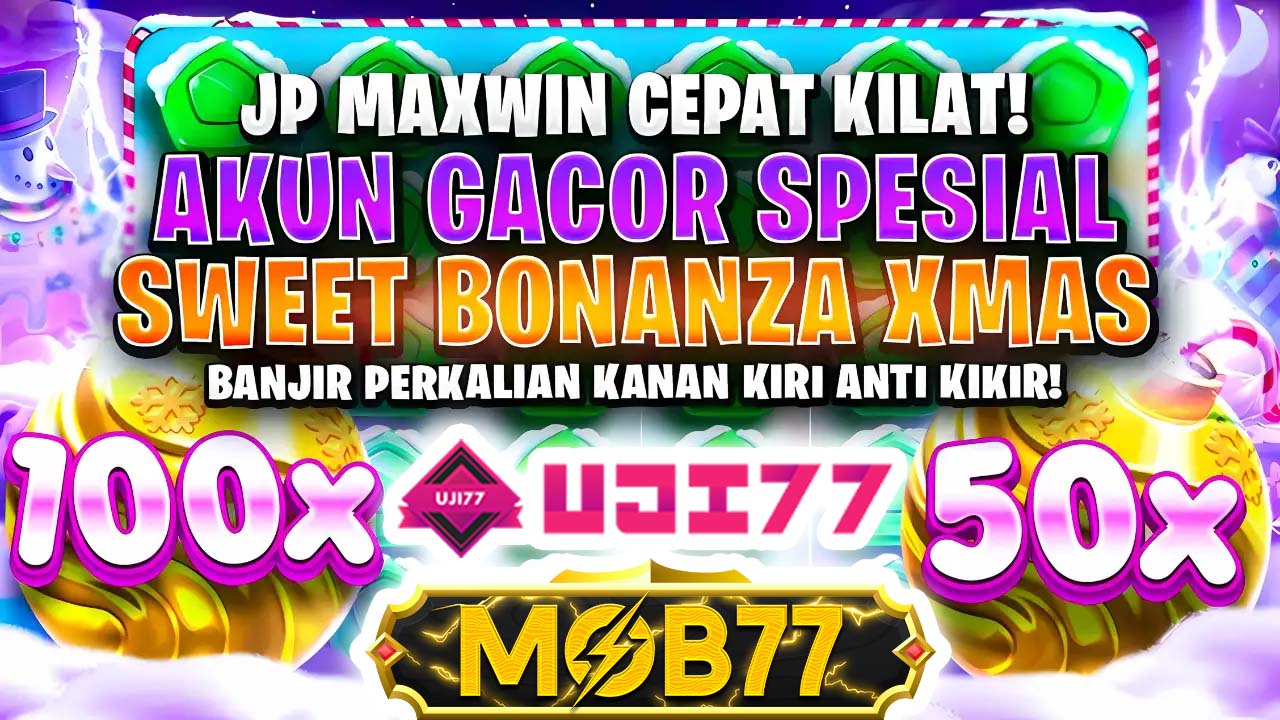 JP MAXWIN CEPAT KILAT!
AKUN GACOR SPESIAL
SWEET BONANZA XMAS
BANJIR PERKALIAN KANAN KIRI ANTI KIKIR!
100x
UJI77
UJI77
50x
MOB77